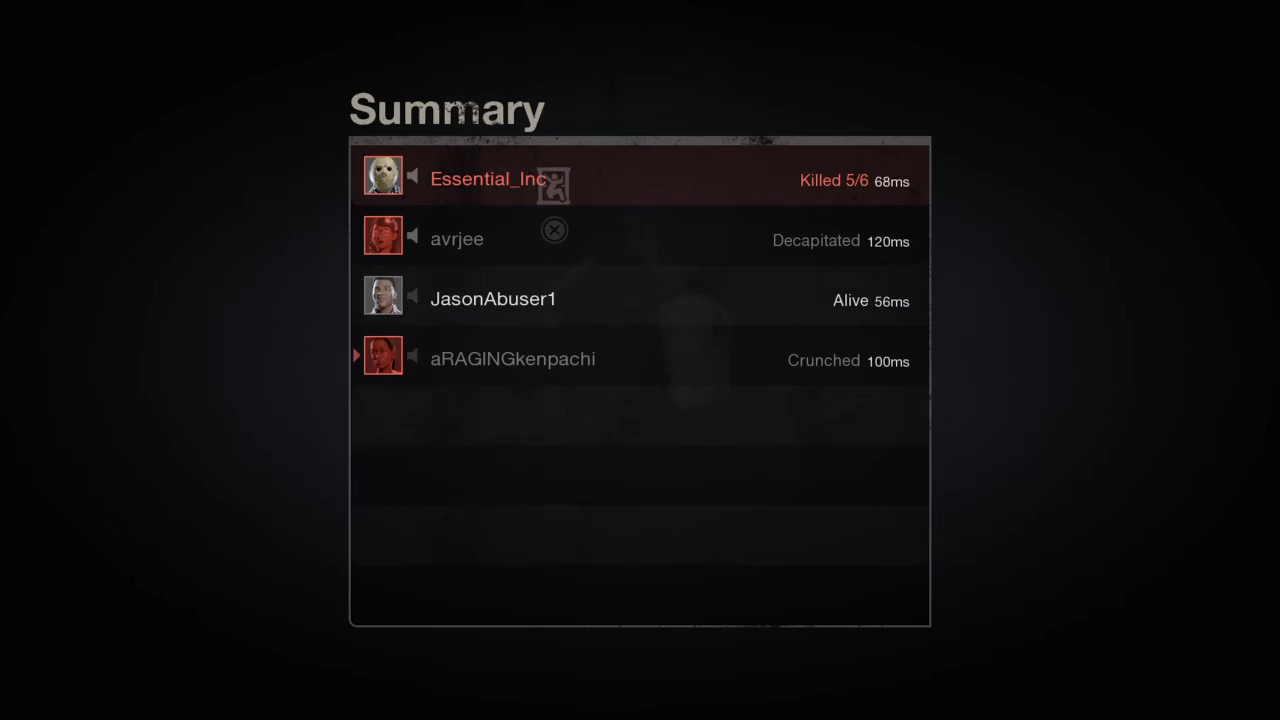 Summary
Essential_Inc Killed 5/6 68ms
avrjee Decapitated 120ms
JasonAbuser1 Alive 56ms
aRAGINGkenpachi Crunched 100ms